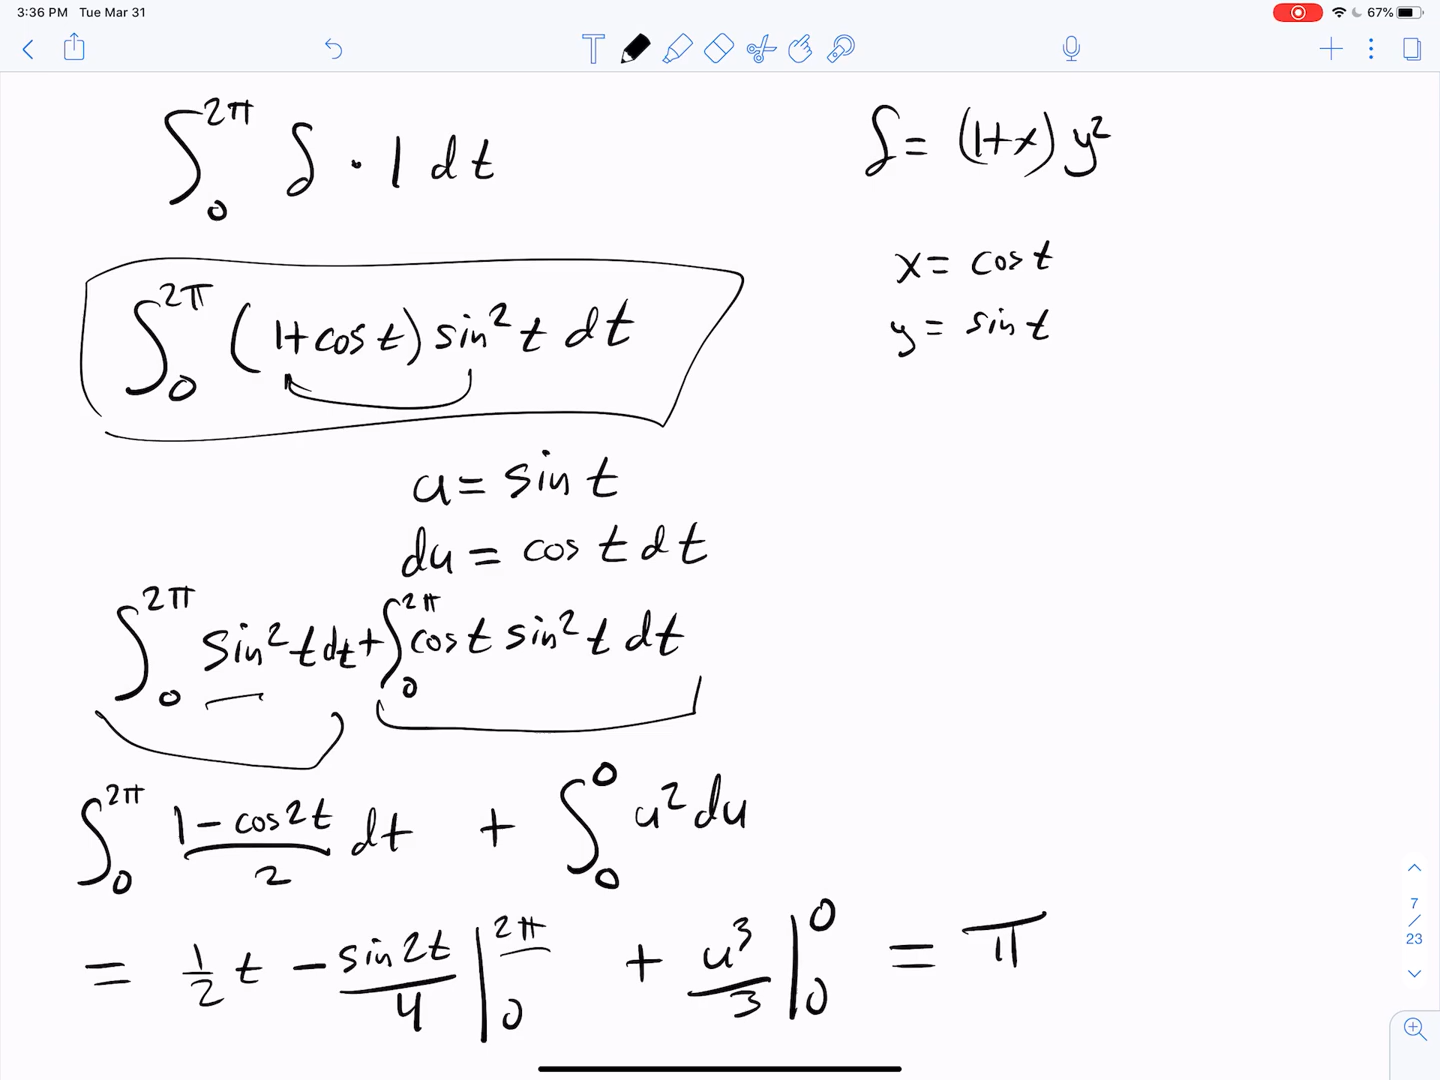 3:36 PM Tue Mar 31 67%
T
∫₀^{2π} δ · 1 dt
δ = (1+x) y²
x = cos t
y = sin t
∫₀^{2π} (1+cos t) sin² t dt
u = sin t
du = cos t dt
∫₀^{2π} sin² t dt + ∫₀^{2π} cos t sin² t dt
∫₀^{2π} (1 - cos 2t)/2 dt + ∫₀^0 u² du
= 1/2 t - sin 2t/4 |₀^{2π} + u³/3 |₀^0 = π
7
/
23